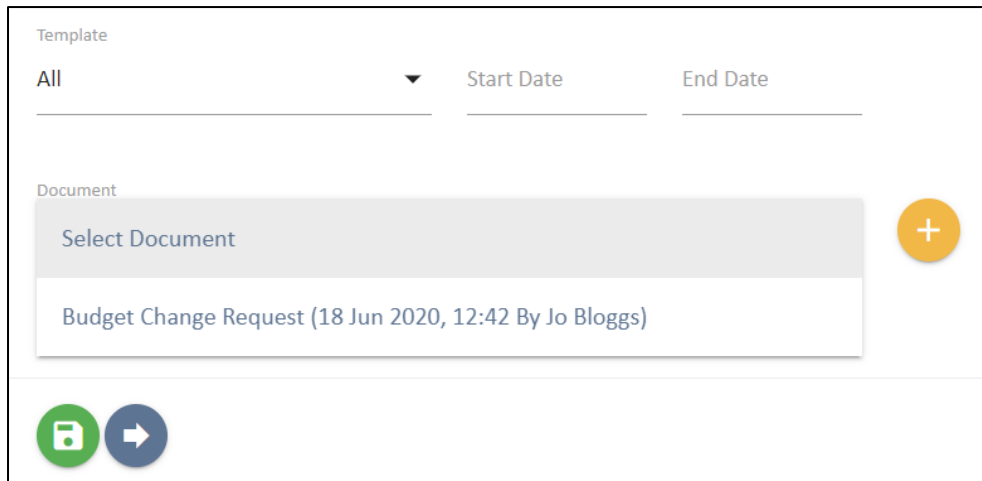 Template
All
Start Date
End Date
Document
Select Document
Budget Change Request (18 Jun 2020, 12:42 By Jo Bloggs)